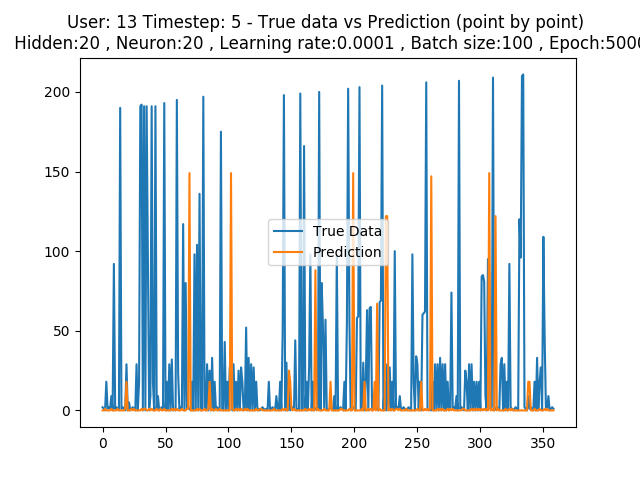 User: 13 Timestep: 5 - True data vs Prediction (point by point)
Hidden:20 , Neuron:20 , Learning rate:0.0001 , Batch size:100 , Epoch:5000
200
150
100
50
0
True Data
Prediction
0 50 100 150 200 250 300 350